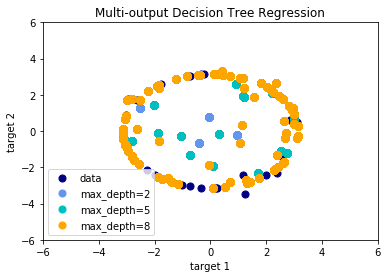 Multi-output Decision Tree Regression
6
4
2
0
−2
−4
−6
target 2
data
max_depth=2
max_depth=5
max_depth=8
−6
−4
−2
0
2
4
6
target 1